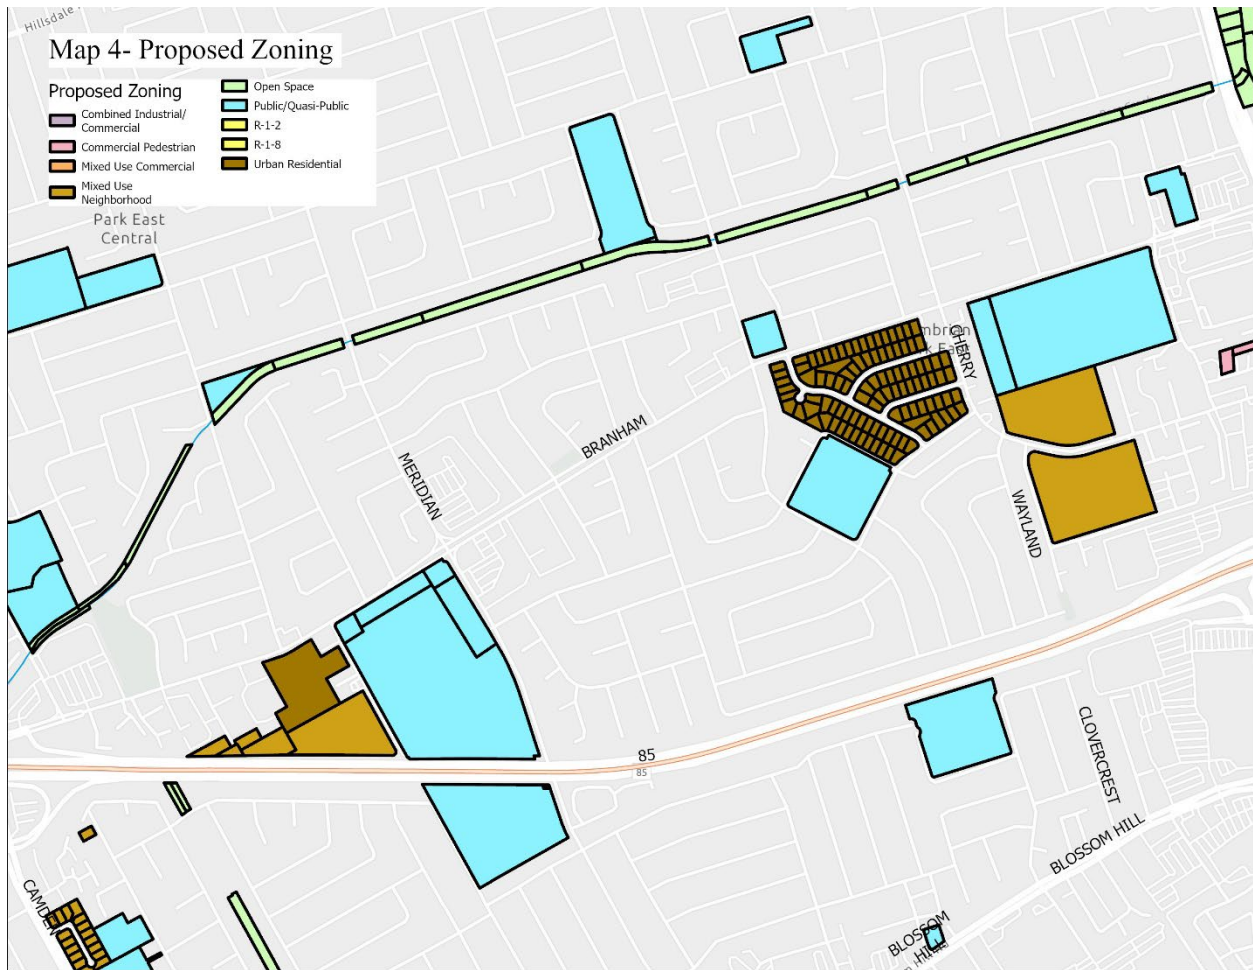 Hillsdale
Map 4- Proposed Zoning
Proposed Zoning
Combined Industrial/
Commercial
Commercial Pedestrian
Mixed Use Commercial
Mixed Use
Neighborhood
Open Space
Public/Quasi-Public
R-1-2
R-1-8
Urban Residential
Park East
Central
CHERRY
BRANHAM
MERIDIAN
WAYLAND
85
85
CLOVERCREST
BLOSSOM HILL
CAMDEN
BLOSSOM
HILL